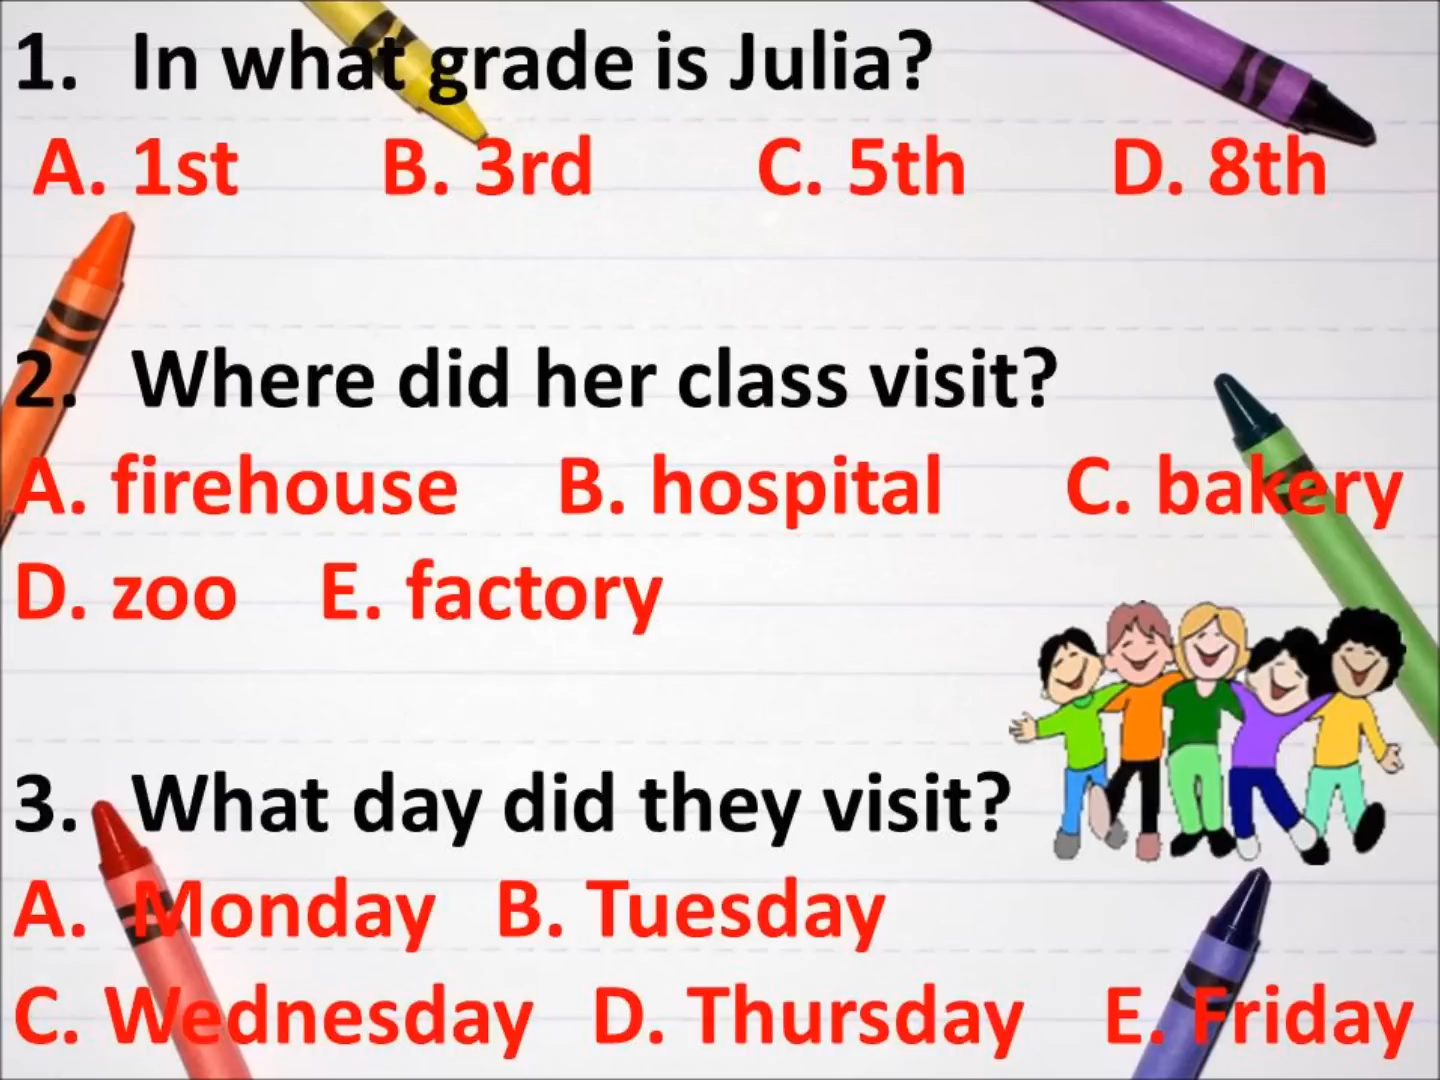 1. In what grade is Julia?
A. 1st B. 3rd C. 5th D. 8th
2. Where did her class visit?
A. firehouse B. hospital C. bakery
D. zoo E. factory
3. What day did they visit?
A. Monday B. Tuesday
C. Wednesday D. Thursday E. Friday